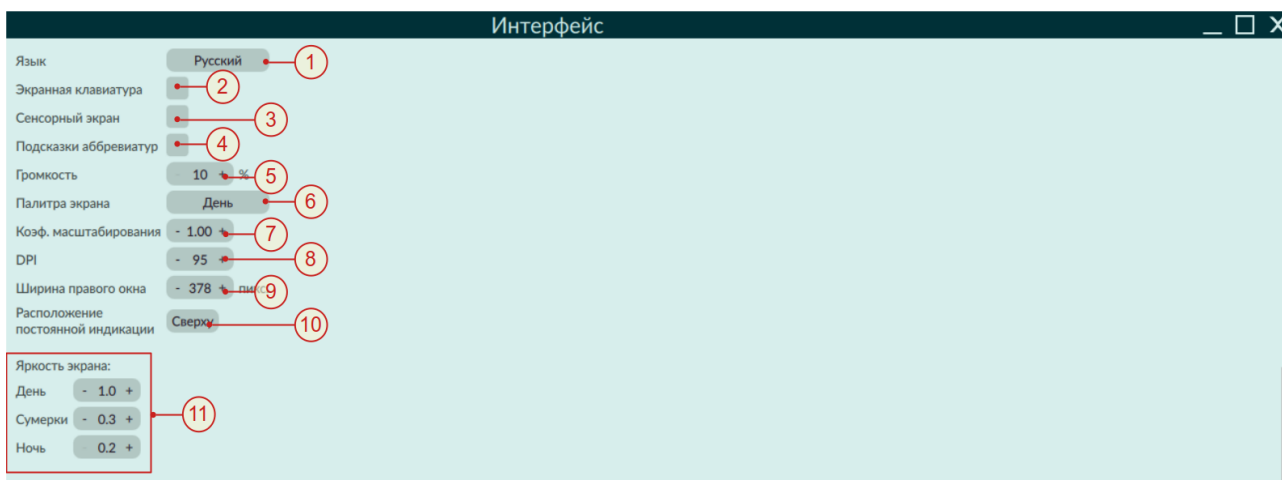 Интерфейс
Язык Русский 1
Экранная клавиатура 2
Сенсорный экран 3
Подсказки аббревиатур 4
Громкость - 10 + % 5
Палитра экрана День 6
Коэф. масштабирования - 1.00 + 7
DPI - 95 + 8
Ширина правого окна - 378 + 9
Расположение
постоянной индикации Сверху 10
Яркость экрана:
День - 1.0 +
Сумерки - 0.3 + 11
Ночь - 0.2 +